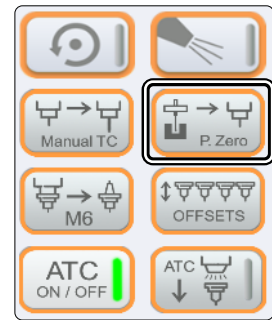 Manual TC
P. Zero
M6
OFFSETS
ATC
ON / OFF
ATC